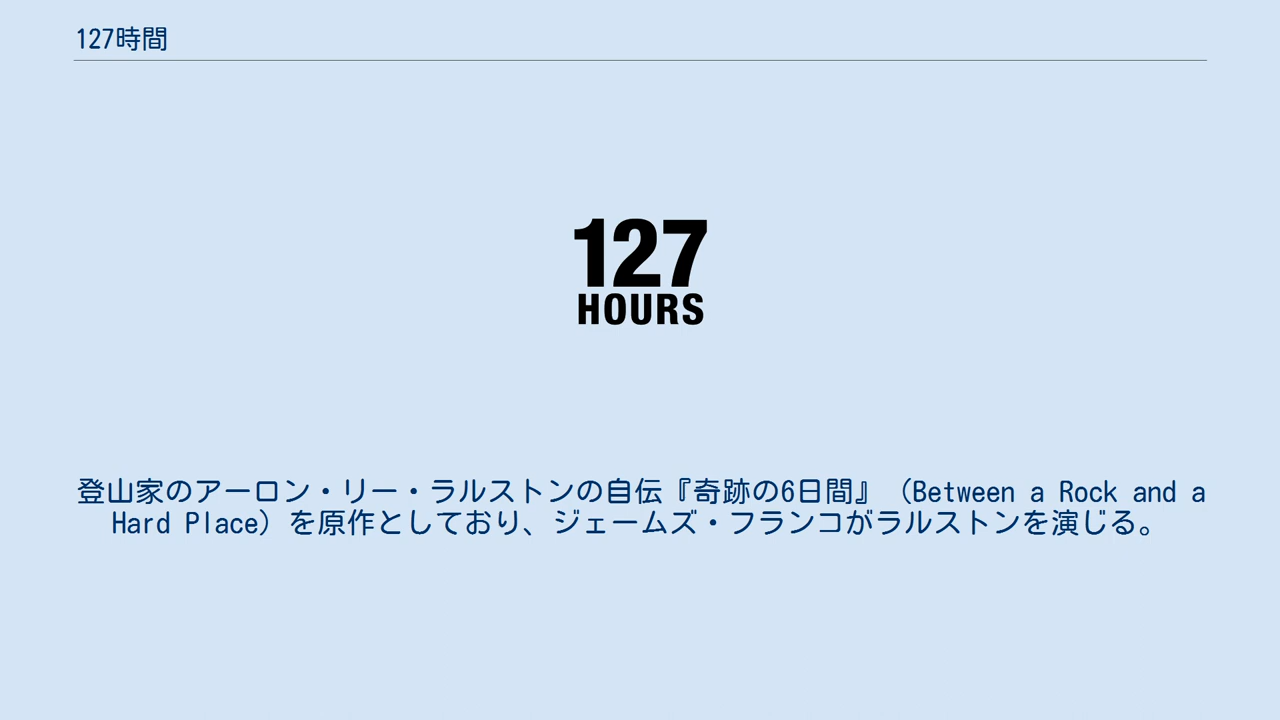 127時間
127
HOURS
登山家のアーロン・リー・ラルストンの自伝『奇跡の6日間』（Between a Rock and a
Hard Place）を原作としており、ジェームズ・フランコがラルストンを演じる。